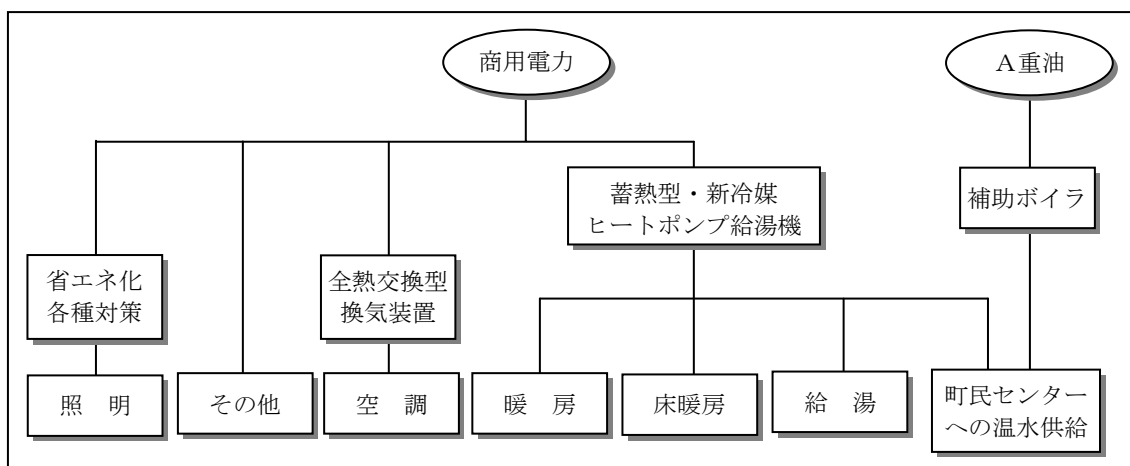 商用電力
A重油
蓄熱型・新冷媒
ヒートポンプ給湯機
補助ボイラ
省エネ化
各種対策
全熱交換型
換気装置
照　明
その他
空　調
暖　房
床暖房
給　湯
町民センター
への温水供給